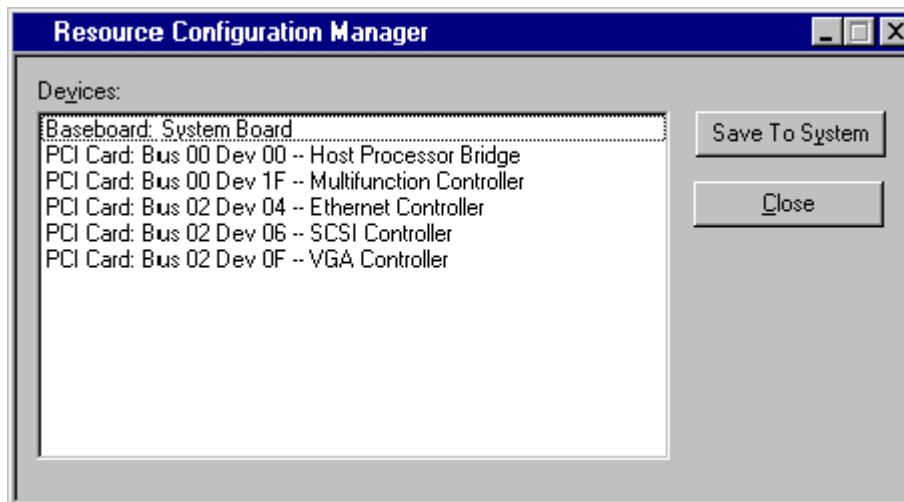 Resource Configuration Manager
Devices:
Baseboard: System Board
PCI Card: Bus 00 Dev 00 -- Host Processor Bridge
PCI Card: Bus 00 Dev 1F -- Multifunction Controller
PCI Card: Bus 02 Dev 04 -- Ethernet Controller
PCI Card: Bus 02 Dev 06 -- SCSI Controller
PCI Card: Bus 02 Dev 0F -- VGA Controller
Save To System
Close